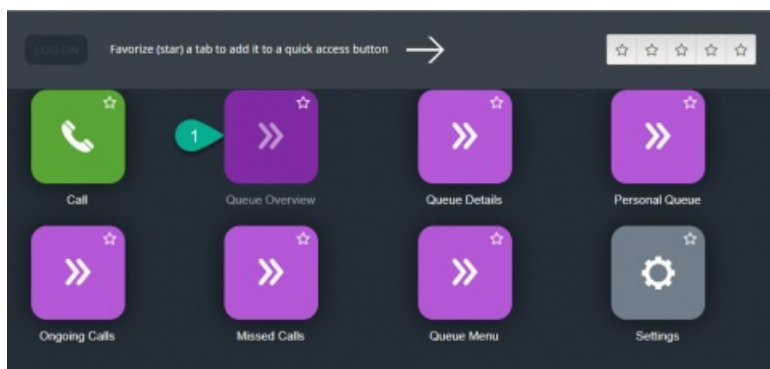 LOG ON
Favorize (star) a tab to add it to a quick access button
1
Call
Queue Overview
Queue Details
Personal Queue
Ongoing Calls
Missed Calls
Queue Menu
Settings